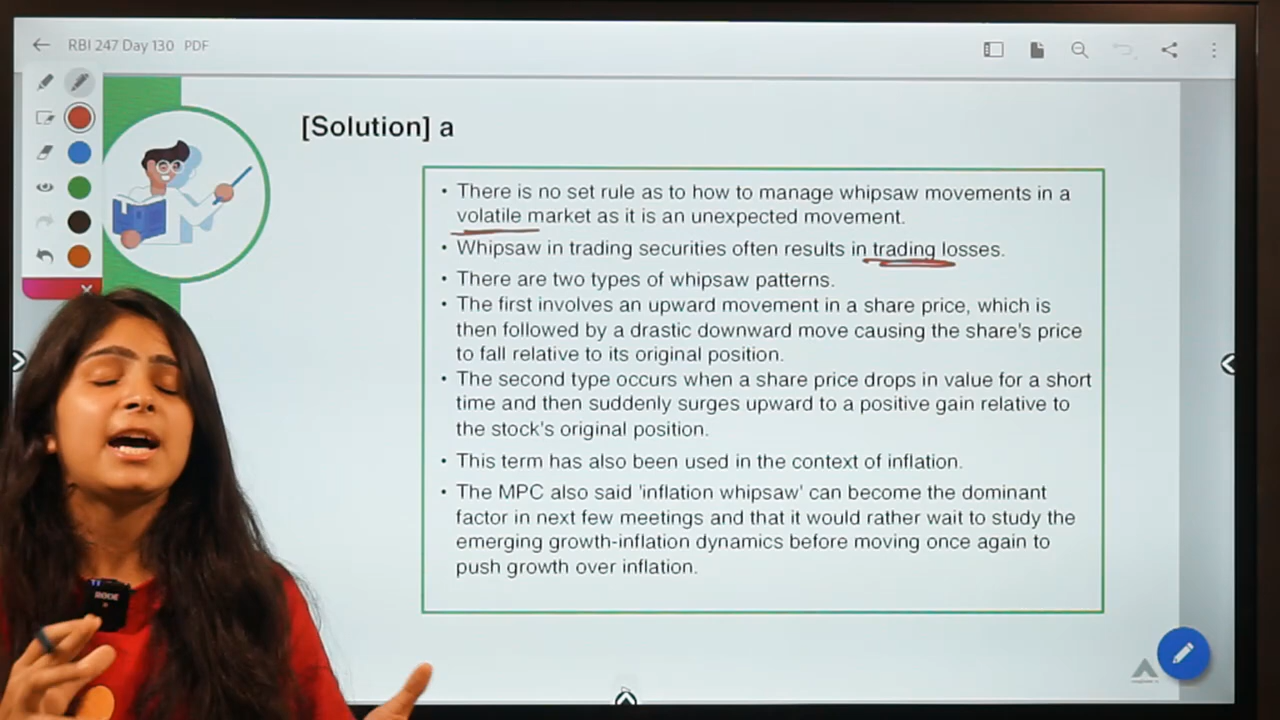 RBI 247 Day 130 PDF
[Solution] a
• There is no set rule as to how to manage whipsaw movements in a
volatile market as it is an unexpected movement.
• Whipsaw in trading securities often results in trading losses.
• There are two types of whipsaw patterns.
• The first involves an upward movement in a share price, which is
then followed by a drastic downward move causing the share's price
to fall relative to its original position.
• The second type occurs when a share price drops in value for a short
time and then suddenly surges upward to a positive gain relative to
the stock's original position.
• This term has also been used in the context of inflation.
• The MPC also said 'inflation whipsaw' can become the dominant
factor in next few meetings and that it would rather wait to study the
emerging growth-inflation dynamics before moving once again to
push growth over inflation.
RODE